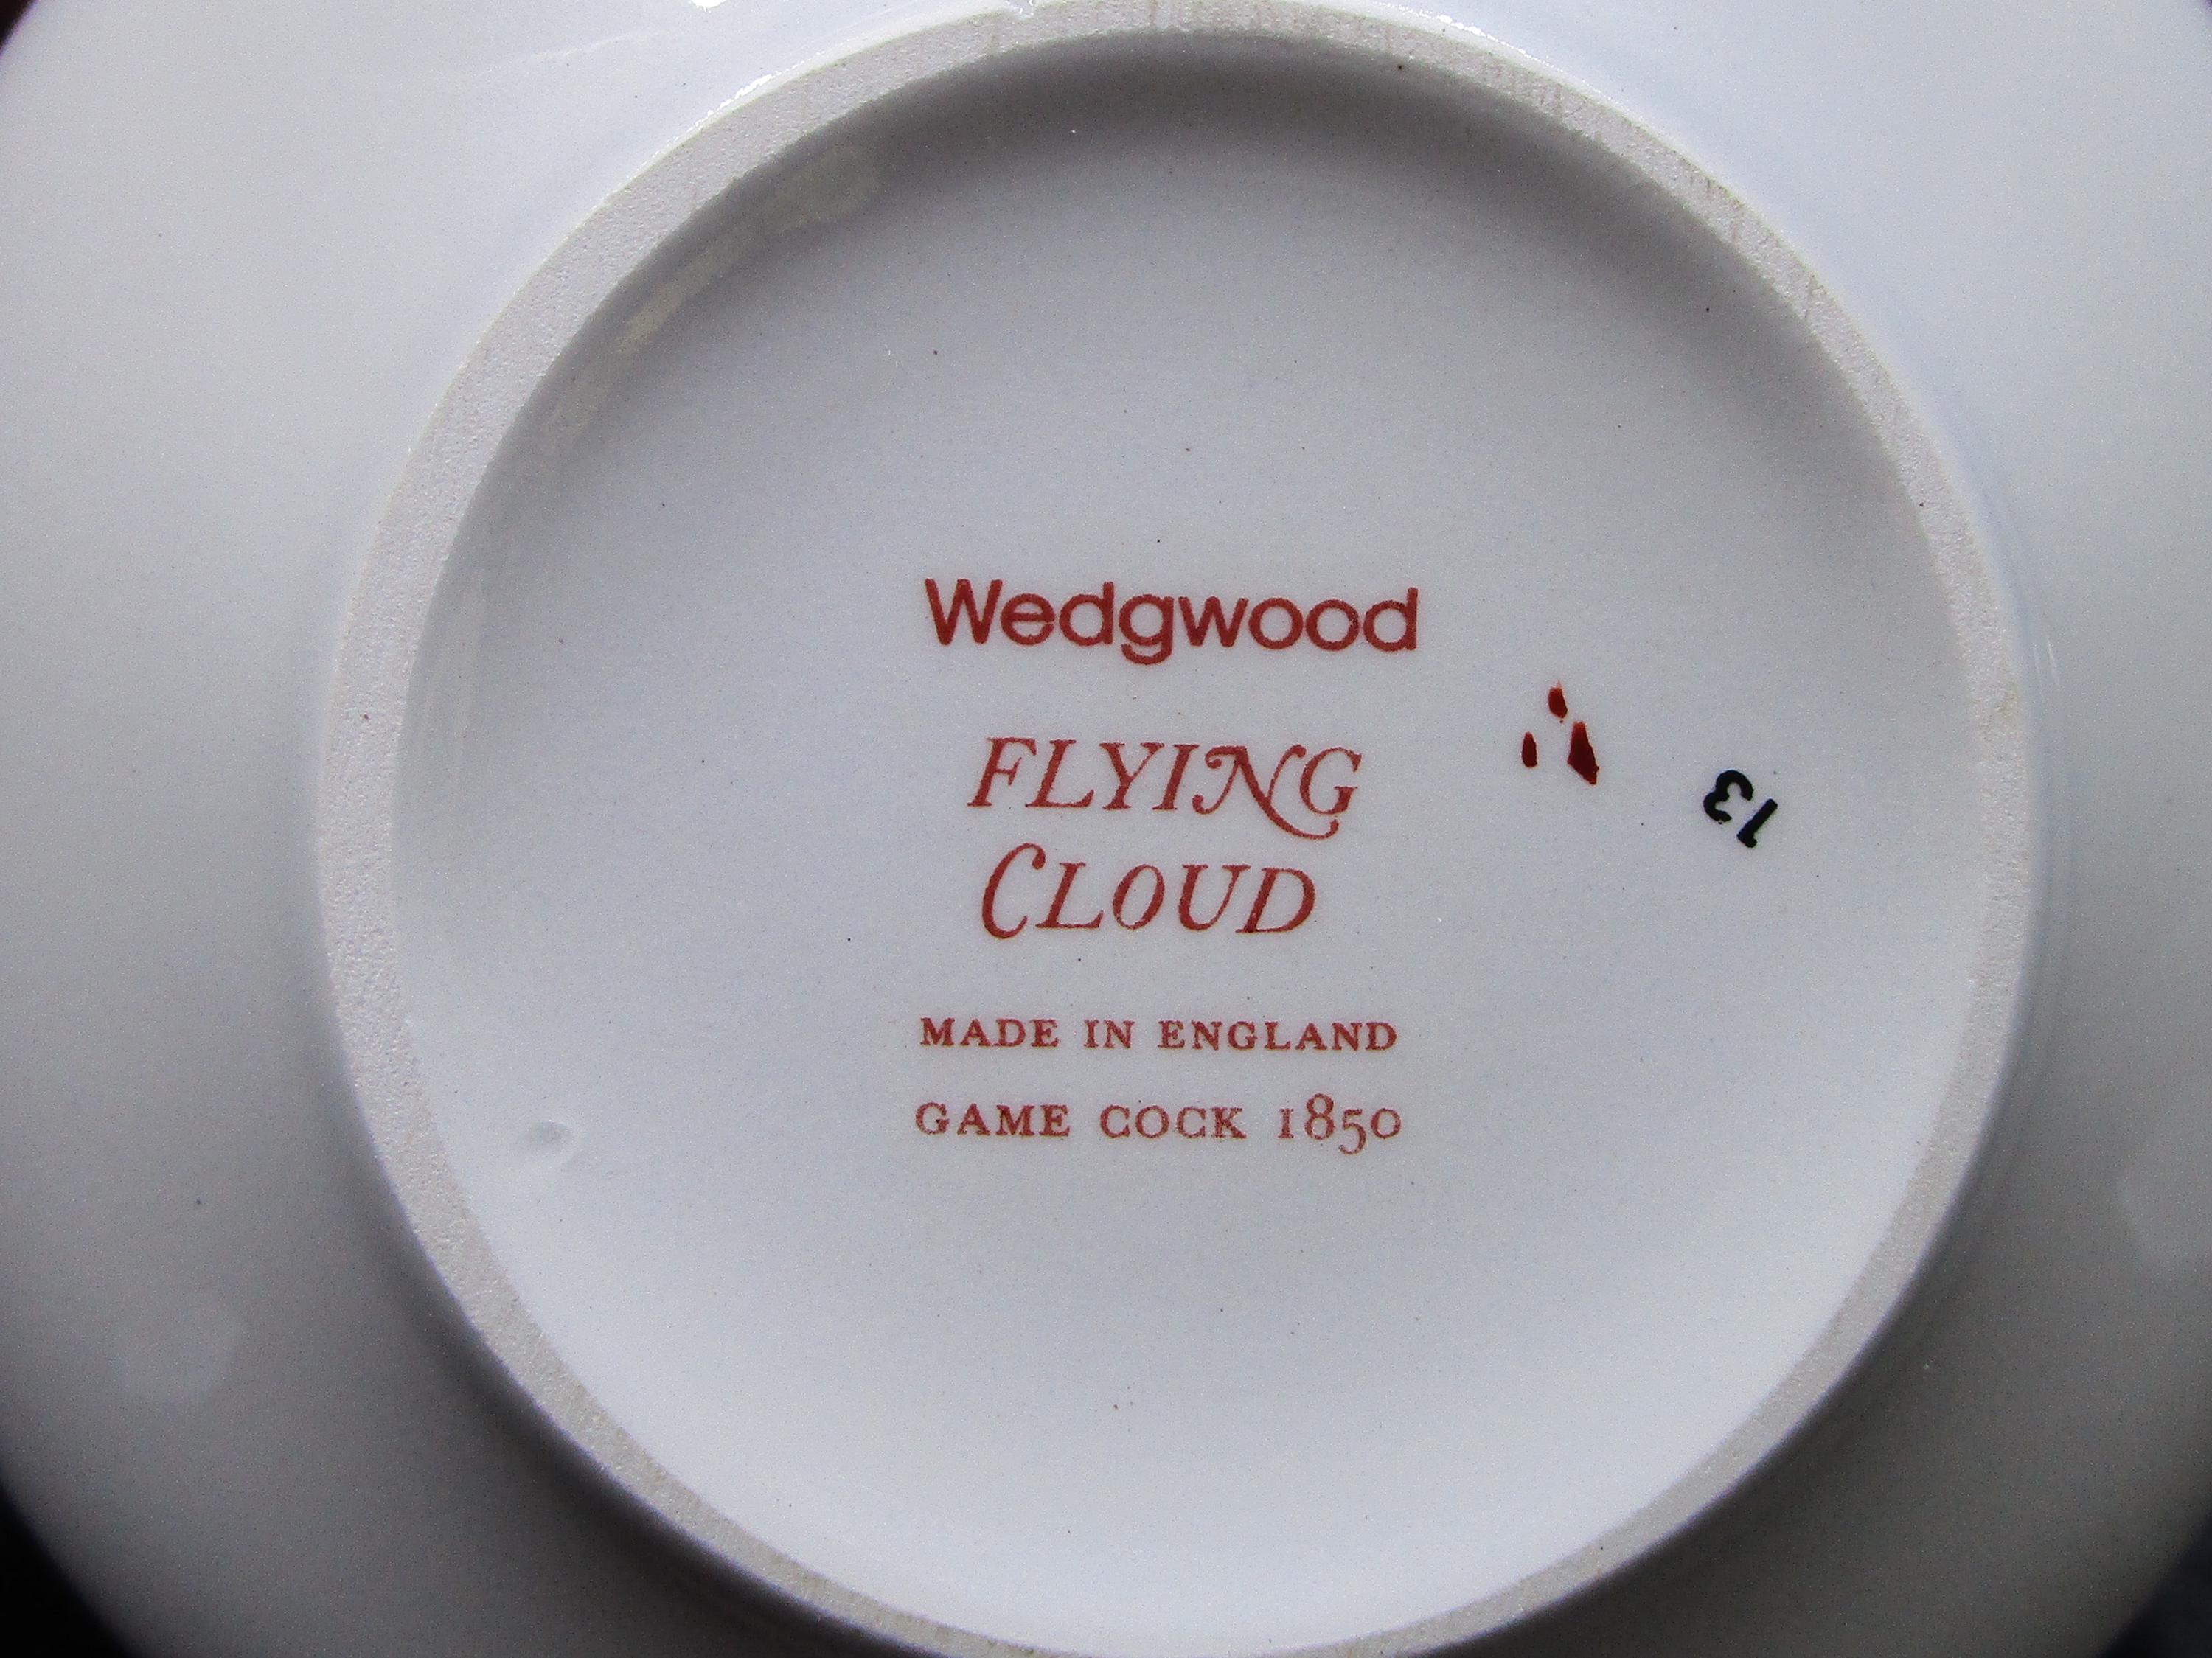 Wedgwood
FLYING
CLOUD
MADE IN ENGLAND
GAME COCK 1850
13